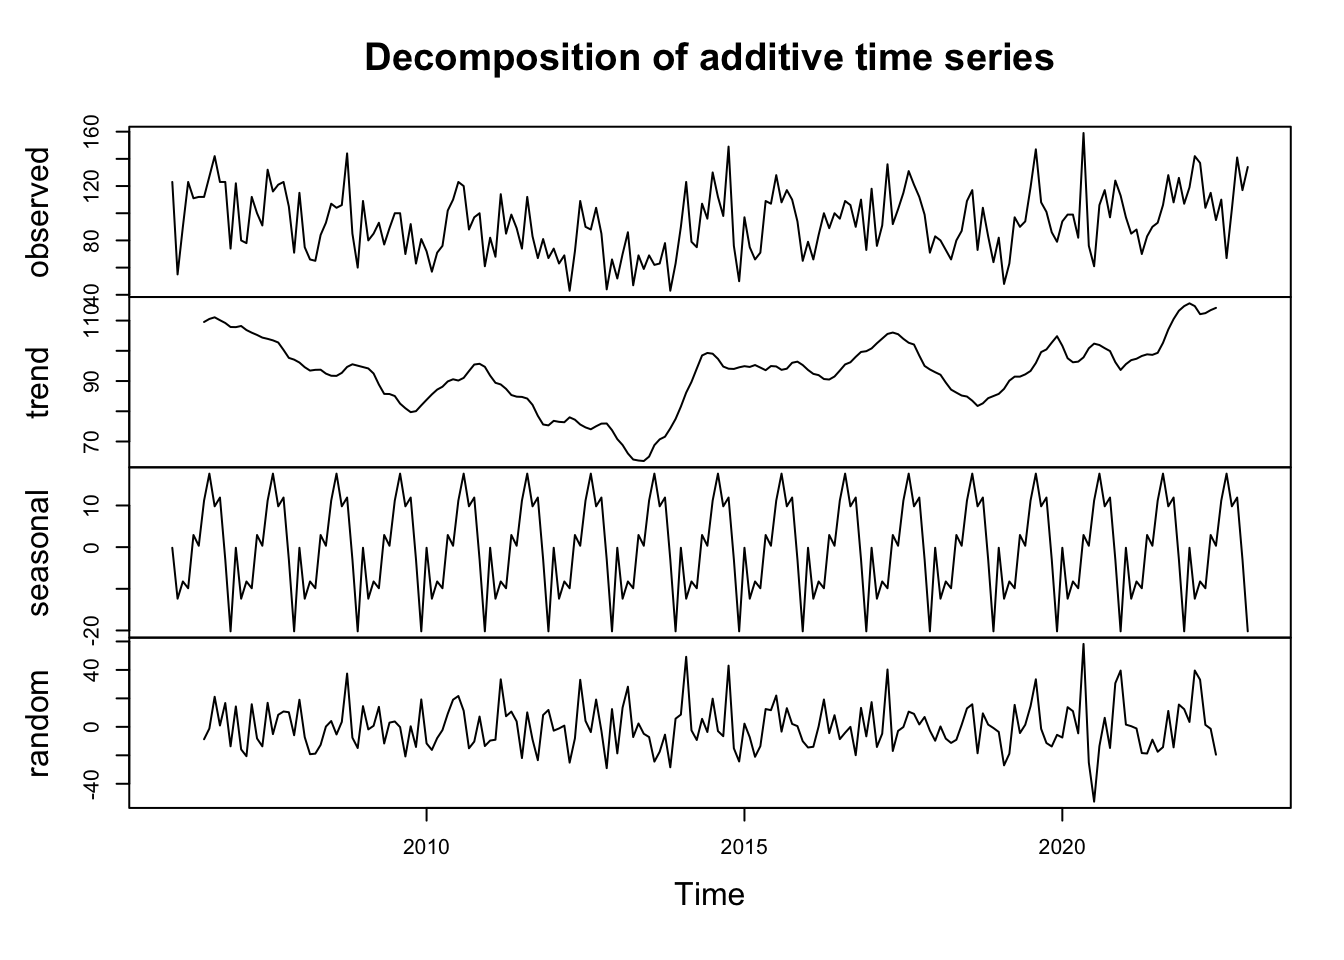 Decomposition of additive time series
observed
40 80 120 160
trend
70 90 110
seasonal
-20 0 10
random
-40 0 40
2010 2015 2020
Time